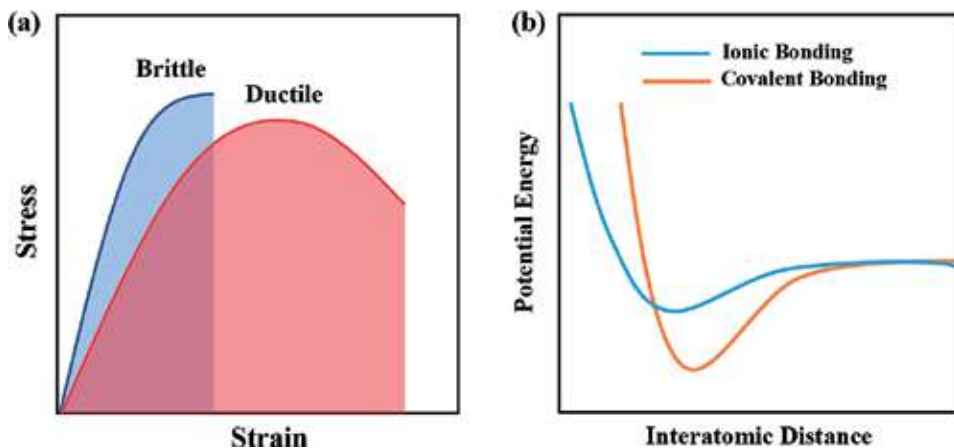 (a)
Brittle
Ductile
Stress
Strain
(b)
Ionic Bonding
Covalent Bonding
Potential Energy
Interatomic Distance